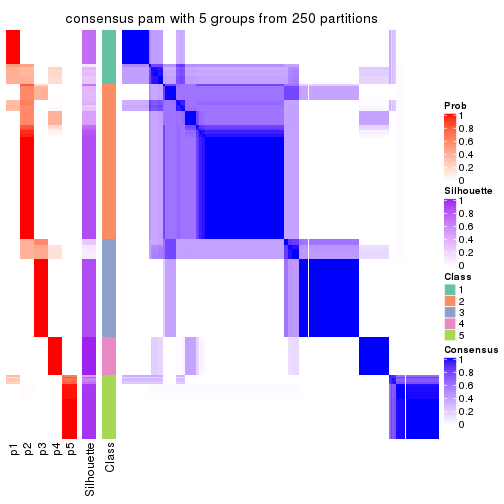 consensus pam with 5 groups from 250 partitions
Prob
1
0.8
0.6
0.4
0.2
0
Silhouette
1
0.8
0.6
0.4
0.2
0
Class
1
2
3
4
5
Consensus
1
0.8
0.6
0.4
0.2
0
p1
p2
p3
p4
p5
Silhouette
Class